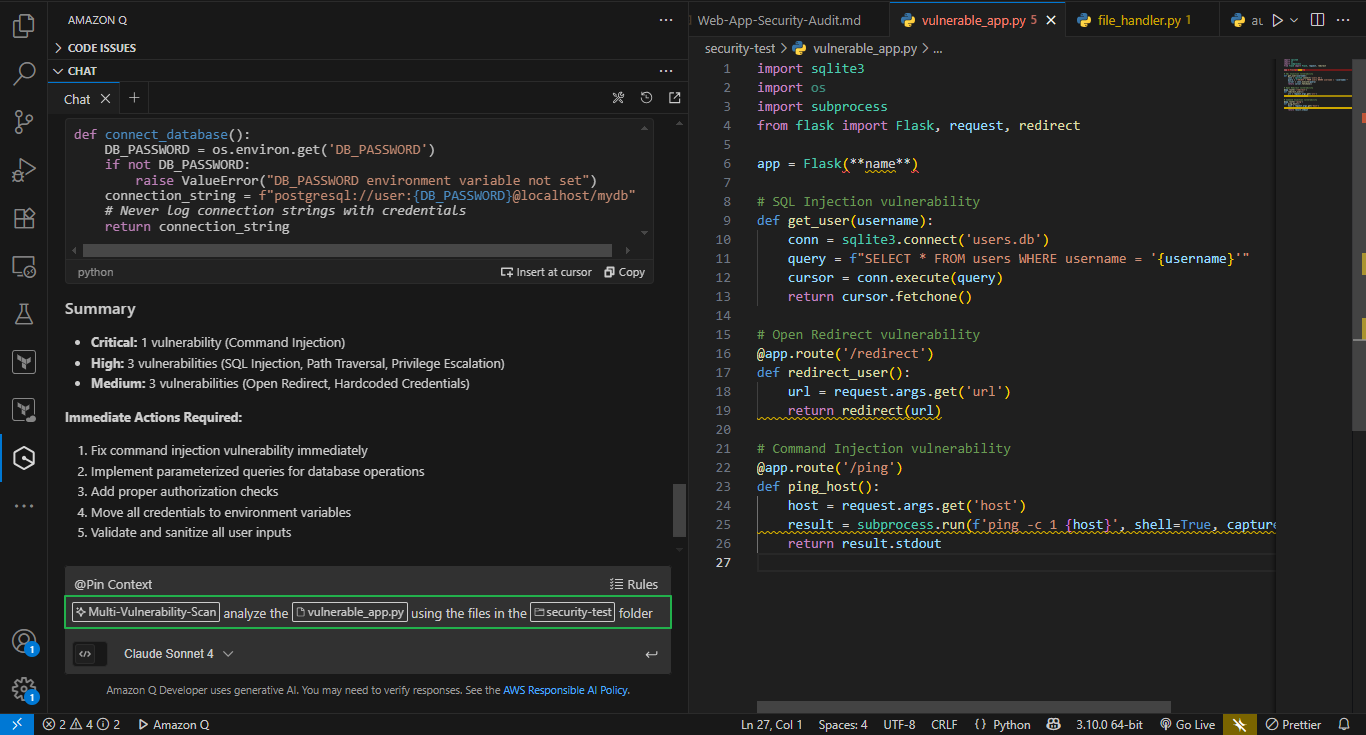 AMAZON Q
CODE ISSUES
CHAT
Chat
def connect_database():
    DB_PASSWORD = os.environ.get('DB_PASSWORD')
    if not DB_PASSWORD:
        raise ValueError("DB_PASSWORD environment variable not set")
    connection_string = f"postgresql://user:{DB_PASSWORD}@localhost/mydb"
    # Never log connection strings with credentials
    return connection_string
python
Insert at cursor Copy
Summary
• Critical: 1 vulnerability (Command Injection)
• High: 3 vulnerabilities (SQL Injection, Path Traversal, Privilege Escalation)
• Medium: 3 vulnerabilities (Open Redirect, Hardcoded Credentials)
Immediate Actions Required:
1. Fix command injection vulnerability immediately
2. Implement parameterized queries for database operations
3. Add proper authorization checks
4. Move all credentials to environment variables
5. Validate and sanitize all user inputs
@Pin Context Rules
Multi-Vulnerability-Scan analyze the vulnerable_app.py using the files in the security-test folder
Claude Sonnet 4
Amazon Q Developer uses generative AI. You may need to verify responses. See the AWS Responsible AI Policy.
1
1
Web-App-Security-Audit.md vulnerable_app.py 5 file_handler.py 1 au
security-test > vulnerable_app.py > ...
1 import sqlite3
2 import os
3 import subprocess
4 from flask import Flask, request, redirect
5
6 app = Flask(**name**)
7
8 # SQL Injection vulnerability
9 def get_user(username):
10     conn = sqlite3.connect('users.db')
11     query = f"SELECT * FROM users WHERE username = '{username}'"
12     cursor = conn.execute(query)
13     return cursor.fetchone()
14
15 # Open Redirect vulnerability
16 @app.route('/redirect')
17 def redirect_user():
18     url = request.args.get('url')
19     return redirect(url)
20
21 # Command Injection vulnerability
22 @app.route('/ping')
23 def ping_host():
24     host = request.args.get('host')
25     result = subprocess.run(f'ping -c 1 {host}', shell=True, capture
26     return result.stdout
27
2 4 2 Amazon Q Ln 27, Col 1 Spaces: 4 UTF-8 CRLF {} Python 3.10.0 64-bit Go Live Prettier